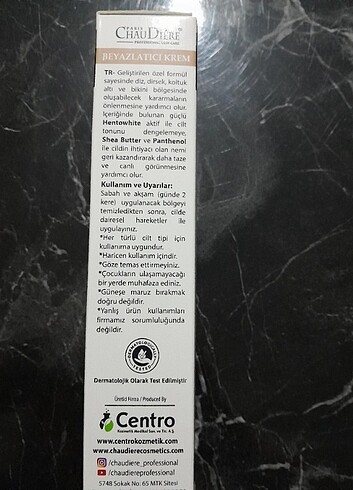 PARIS
CHAUDIÈRE
PROFESSIONAL SKIN CARE
BEYAZLATICI KREM
TR- Geliştirilen özel formül
sayesinde diz, dirsek, koltuk
altı ve bikini bölgesinde
oluşabilecek kararmaların
önlenmesine yardımcı olur.
İçeriğinde bulunan güçlü
Hentowhite aktif ile cilt
tonunu dengelemeye,
Shea Butter ve Panthenol
ile cildin ihtiyacı olan nemi
geri kazandırarak daha taze
ve canlı görünmesine
yardımcı olur.
Kullanım ve Uyarılar:
Sabah ve akşam (günde 2
kere) uygulanacak bölgeyi
temizledikten sonra, cilde
dairesel hareketler ile
uygulayınız.
*Her türlü cilt tipi için
kullanıma uygundur.
*Haricen kullanım içindir.
*Göze temas ettirmeyiniz.
*Çocukların ulaşamayacağı
bir yerde muhafaza ediniz.
*Güneşe maruz bırakmak
doğru değildir.
*Yanlış ürün kullanımları
firmamız sorumluluğunda
değildir.
DERMATOLOGICALLY
TESTED
Dermatolojik Olarak Test Edilmiştir
Üretici Firma / Produced By
Centro
Kozmetik Medikal San. ve Tic. A.Ş.
www.centrokozmetik.com
www.chaudierecosmetics.com
/chaudiere_professional
/chaudiereprofessional
5748 Sokak No: 65 MTK Sitesi